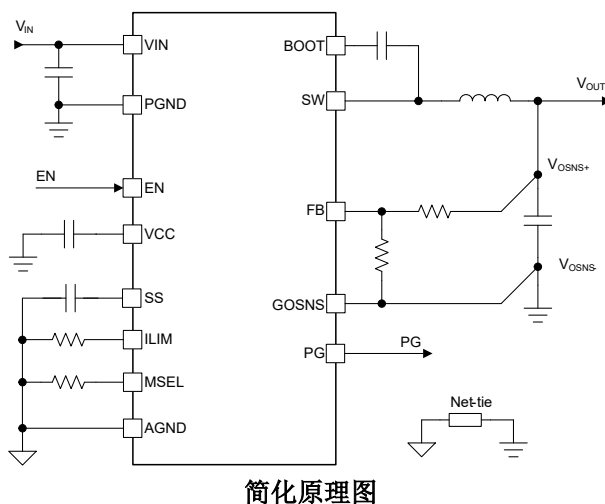 VIN
VIN
BOOT
SW
VOUT
PGND
EN
EN
VOSNS+
FB
VCC
VOSNS-
SS
GOSNS
ILIM
PG
PG
MSEL
Net-tie
AGND
简化原理图